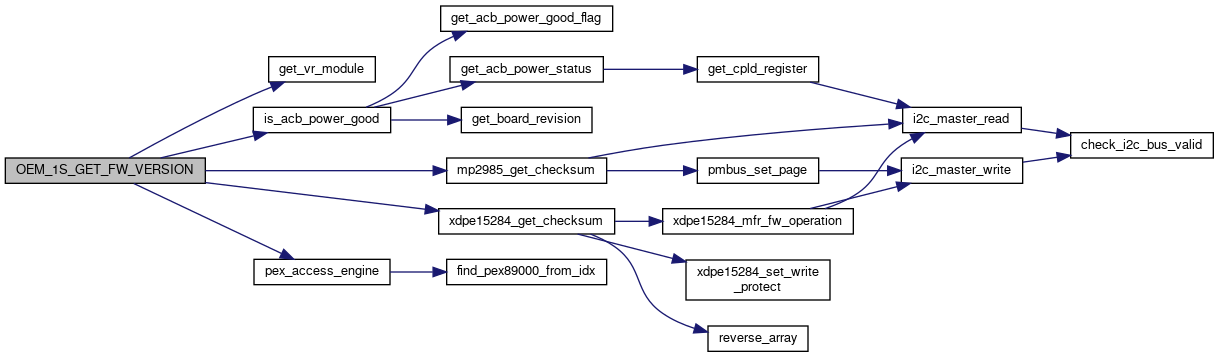 get_acb_power_good_flag
get_vr_module
get_acb_power_status
get_cpld_register
is_acb_power_good
get_board_revision
i2c_master_read
check_i2c_bus_valid
OEM_1S_GET_FW_VERSION
mp2985_get_checksum
pmbus_set_page
i2c_master_write
xdpe15284_get_checksum
xdpe15284_mfr_fw_operation
pex_access_engine
find_pex89000_from_idx
xdpe15284_set_write
_protect
reverse_array